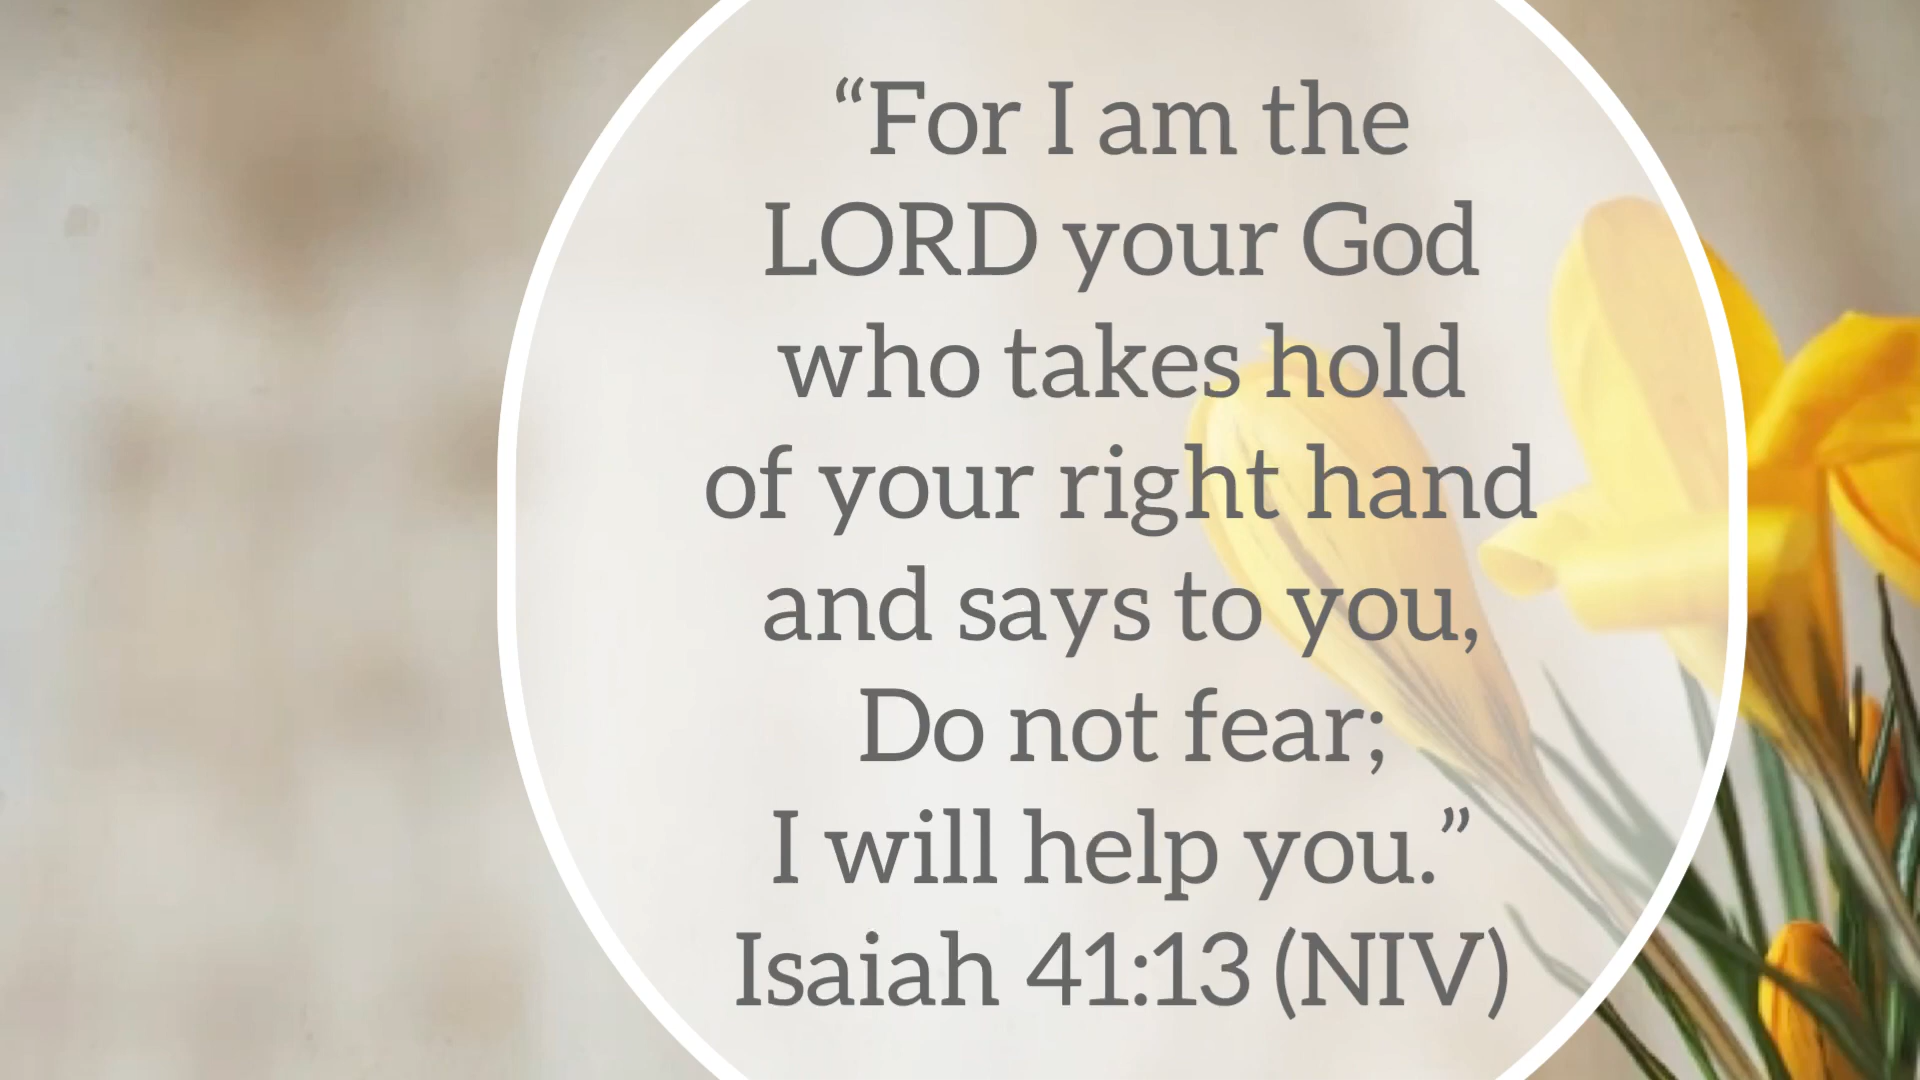 “For I am the
LORD your God
who takes hold
of your right hand
and says to you,
Do not fear;
I will help you.”
Isaiah 41:13 (NIV)